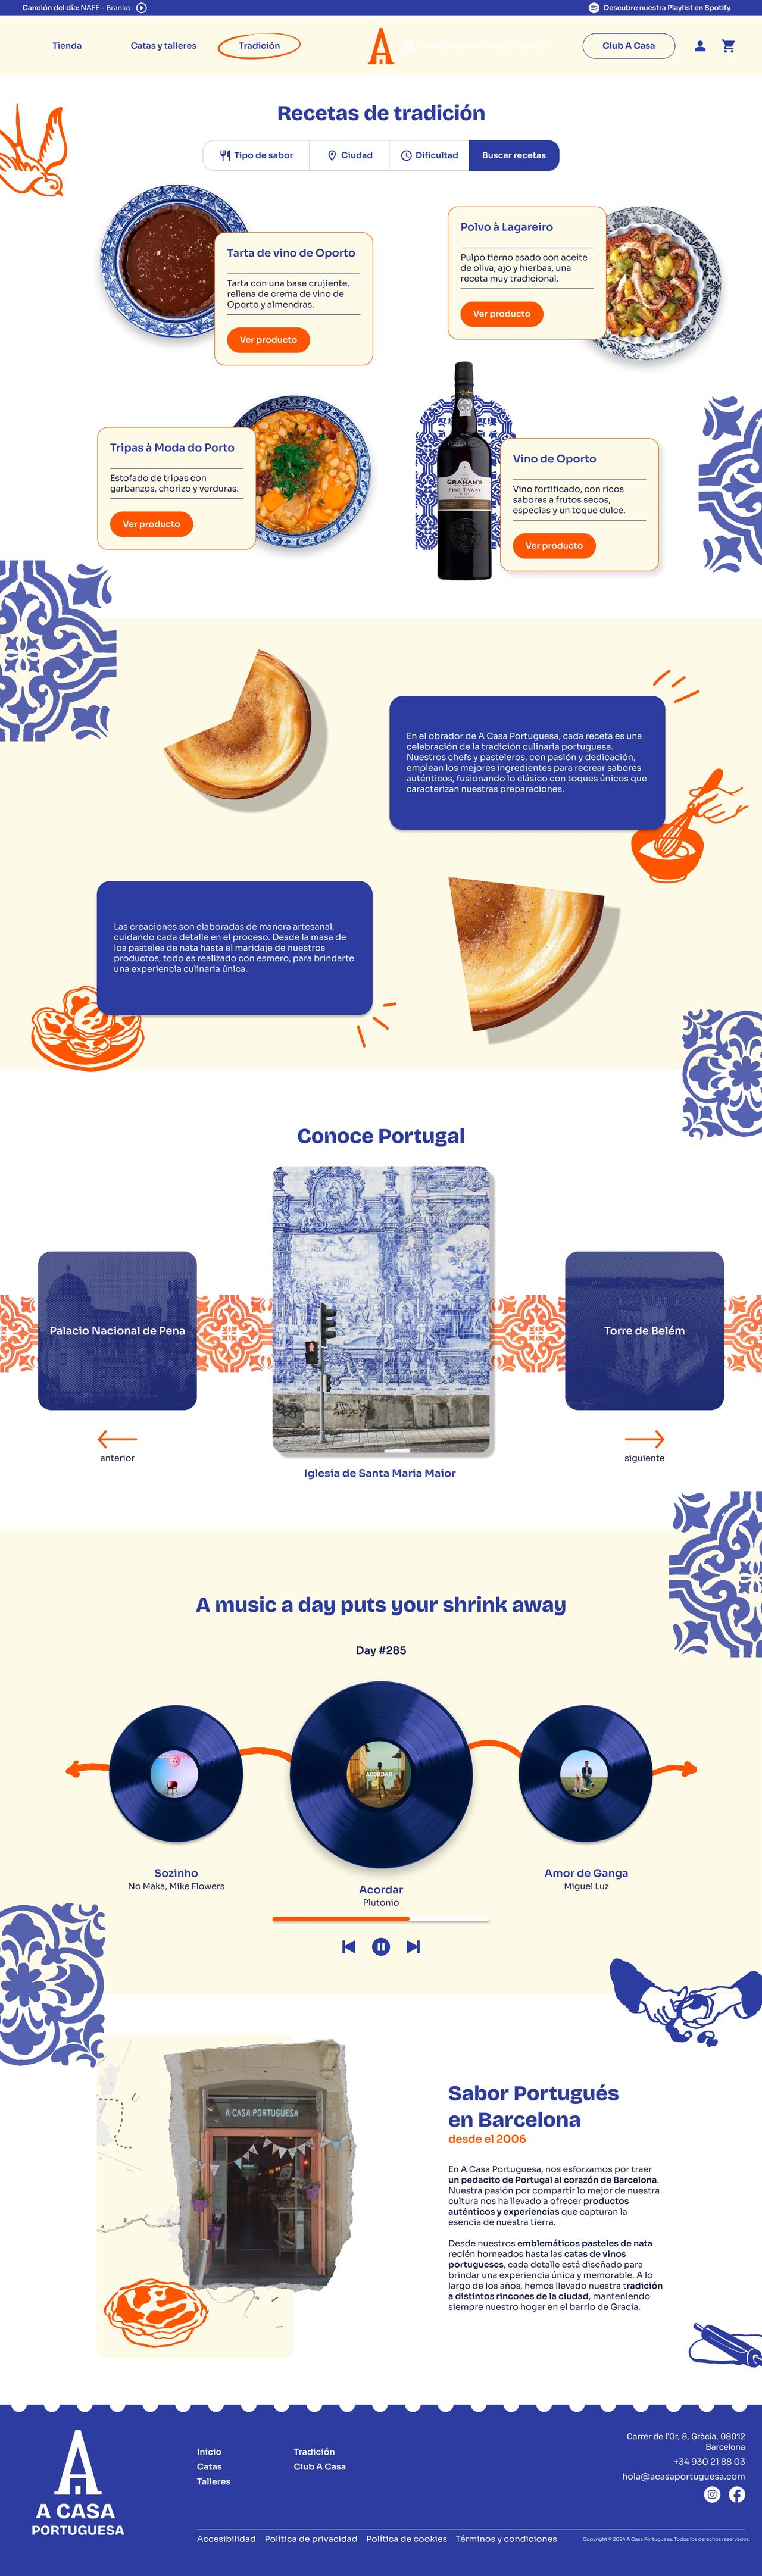 Canción del día: NAFÉ - Branko
Descubre nuestra Playlist en Spotify
Tienda
Catas y talleres
Tradición
Club A Casa
Recetas de tradición
Tipo de sabor
Ciudad
Dificultad
Buscar recetas
Tarta de vino de Oporto
Tarta con una base crujiente,
rellena de crema de vino de
Oporto y almendras.
Ver producto
Polvo à Lagareiro
Pulpo tierno asado con aceite
de oliva, ajo y hierbas, una
receta muy tradicional.
Ver producto
Tripas à Moda do Porto
Estofado de tripas con
garbanzos, chorizo y verduras.
Ver producto
GRAHAM'S
FINE TAWNY
Vino de Oporto
Vino fortificado, con ricos
sabores a frutos secos,
especias y un toque dulce.
Ver producto
En el obrador de A Casa Portuguesa, cada receta es una
celebración de la tradición culinaria portuguesa.
Nuestros chefs y pasteleros, con pasión y dedicación,
emplean los mejores ingredientes para recrear sabores
auténticos, fusionando lo clásico con toques únicos que
caracterizan nuestras preparaciones.
Las creaciones son elaboradas de manera artesanal,
cuidando cada detalle en el proceso. Desde la masa de
los pasteles de nata hasta el maridaje de nuestros
productos, todo es realizado con esmero, para brindarte
una experiencia culinaria única.
Conoce Portugal
Palacio Nacional de Pena
Torre de Belém
anterior
siguiente
Iglesia de Santa Maria Maior
A music a day puts your shrink away
Day #285
ACORDAR
Sozinho
No Maka, Mike Flowers
Acordar
Plutonio
Amor de Ganga
Miguel Luz
A CASA PORTUGUESA
Sabor Portugués
en Barcelona
desde el 2006
En A Casa Portuguesa, nos esforzamos por traer
un pedacito de Portugal al corazón de Barcelona.
Nuestra pasión por compartir lo mejor de nuestra
cultura nos ha llevado a ofrecer productos
auténticos y experiencias que capturan la
esencia de nuestra tierra.
Desde nuestros emblemáticos pasteles de nata
recién horneados hasta las catas de vinos
portugueses, cada detalle está diseñado para
brindar una experiencia única y memorable. A lo
largo de los años, hemos llevado nuestra tradición
a distintos rincones de la ciudad, manteniendo
siempre nuestro hogar en el barrio de Gracia.
A CASA
PORTUGUESA
Inicio
Catas
Talleres
Tradición
Club A Casa
Carrer de l'Or, 8, Gràcia, 08012
Barcelona
+34 930 21 88 03
hola@acasaportuguesa.com
Accesibilidad
Política de privacidad
Política de cookies
Términos y condiciones
Copyright © 2024 A Casa Portuguesa. Todos los derechos reservados.